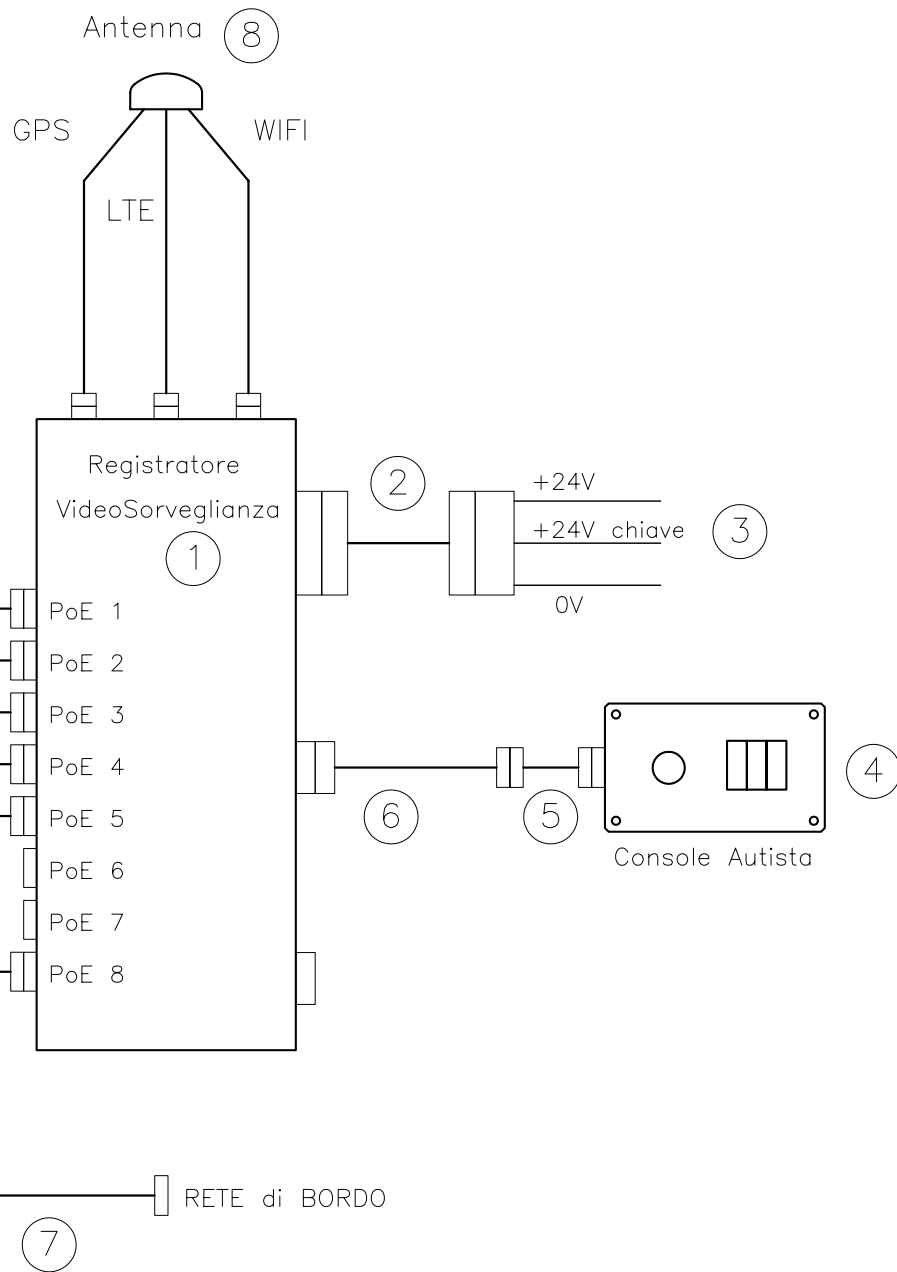 Antenna 8
GPS
WIFI
LTE
Registratore
VideoSorveglianza
1
2
+24V
+24V chiave
3
0V
PoE 1
PoE 2
PoE 3
PoE 4
PoE 5
PoE 6
PoE 7
PoE 8
4
6
5
Console Autista
RETE di BORDO
7